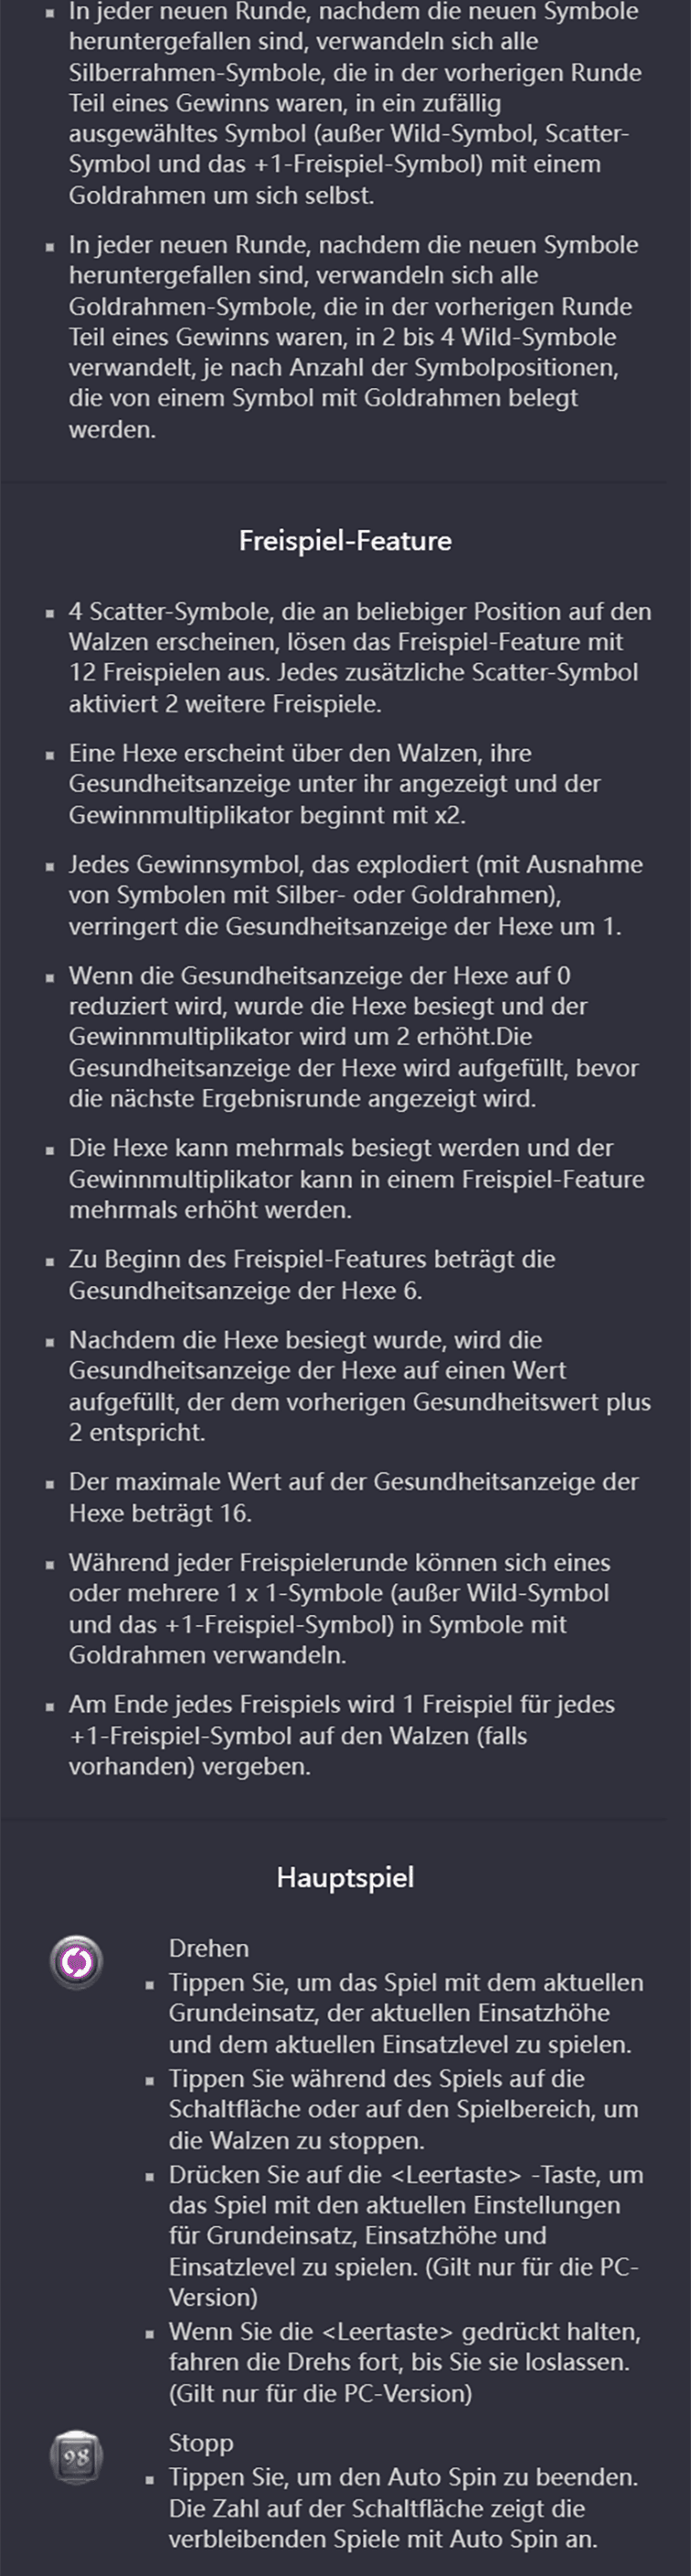 In jeder neuen Runde, nachdem die neuen Symbole
heruntergefallen sind, verwandeln sich alle
Silberrahmen-Symbole, die in der vorherigen Runde
Teil eines Gewinns waren, in ein zufällig
ausgewähltes Symbol (außer Wild-Symbol, Scatter-
Symbol und das +1-Freispiel-Symbol) mit einem
Goldrahmen um sich selbst.
In jeder neuen Runde, nachdem die neuen Symbole
heruntergefallen sind, verwandeln sich alle
Goldrahmen-Symbole, die in der vorherigen Runde
Teil eines Gewinns waren, in 2 bis 4 Wild-Symbole
verwandelt, je nach Anzahl der Symbolpositionen,
die von einem Symbol mit Goldrahmen belegt
werden.
Freispiel-Feature
4 Scatter-Symbole, die an beliebiger Position auf den
Walzen erscheinen, lösen das Freispiel-Feature mit
12 Freispielen aus. Jedes zusätzliche Scatter-Symbol
aktiviert 2 weitere Freispiele.
Eine Hexe erscheint über den Walzen, ihre
Gesundheitsanzeige unter ihr angezeigt und der
Gewinnmultiplikator beginnt mit x2.
Jedes Gewinnsymbol, das explodiert (mit Ausnahme
von Symbolen mit Silber- oder Goldrahmen),
verringert die Gesundheitsanzeige der Hexe um 1.
Wenn die Gesundheitsanzeige der Hexe auf 0
reduziert wird, wurde die Hexe besiegt und der
Gewinnmultiplikator wird um 2 erhöht.Die
Gesundheitsanzeige der Hexe wird aufgefüllt, bevor
die nächste Ergebnisrunde angezeigt wird.
Die Hexe kann mehrmals besiegt werden und der
Gewinnmultiplikator kann in einem Freispiel-Feature
mehrmals erhöht werden.
Zu Beginn des Freispiel-Features beträgt die
Gesundheitsanzeige der Hexe 6.
Nachdem die Hexe besiegt wurde, wird die
Gesundheitsanzeige der Hexe auf einen Wert
aufgefüllt, der dem vorherigen Gesundheitswert plus
2 entspricht.
Der maximale Wert auf der Gesundheitsanzeige der
Hexe beträgt 16.
Während jeder Freispielerunde können sich eines
oder mehrere 1 x 1-Symbole (außer Wild-Symbol
und das +1-Freispiel-Symbol) in Symbole mit
Goldrahmen verwandeln.
Am Ende jedes Freispiels wird 1 Freispiel für jedes
+1-Freispiel-Symbol auf den Walzen (falls
vorhanden) vergeben.
Hauptspiel
Drehen
Tippen Sie, um das Spiel mit dem aktuellen
Grundeinsatz, der aktuellen Einsatzhöhe
und dem aktuellen Einsatzlevel zu spielen.
Tippen Sie während des Spiels auf die
Schaltfläche oder auf den Spielbereich, um
die Walzen zu stoppen.
Drücken Sie auf die <Leertaste> -Taste, um
das Spiel mit den aktuellen Einstellungen
für Grundeinsatz, Einsatzhöhe und
Einsatzlevel zu spielen. (Gilt nur für die PC-
Version)
Wenn Sie die <Leertaste> gedrückt halten,
fahren die Drehs fort, bis Sie sie loslassen.
(Gilt nur für die PC-Version)
98
Stopp
Tippen Sie, um den Auto Spin zu beenden.
Die Zahl auf der Schaltfläche zeigt die
verbleibenden Spiele mit Auto Spin an.